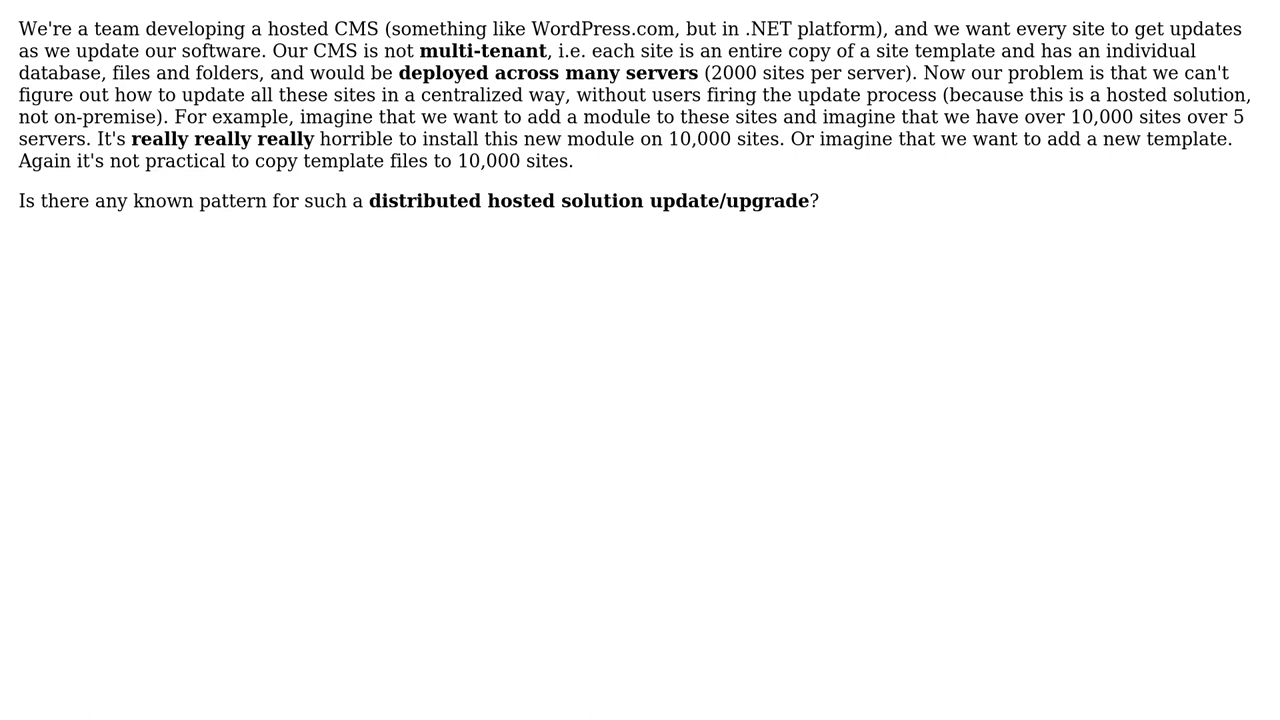 We're a team developing a hosted CMS (something like WordPress.com, but in .NET platform), and we want every site to get updates
as we update our software. Our CMS is not multi-tenant, i.e. each site is an entire copy of a site template and has an individual
database, files and folders, and would be deployed across many servers (2000 sites per server). Now our problem is that we can't
figure out how to update all these sites in a centralized way, without users firing the update process (because this is a hosted solution,
not on-premise). For example, imagine that we want to add a module to these sites and imagine that we have over 10,000 sites over 5
servers. It's really really really horrible to install this new module on 10,000 sites. Or imagine that we want to add a new template.
Again it's not practical to copy template files to 10,000 sites.
Is there any known pattern for such a distributed hosted solution update/upgrade?